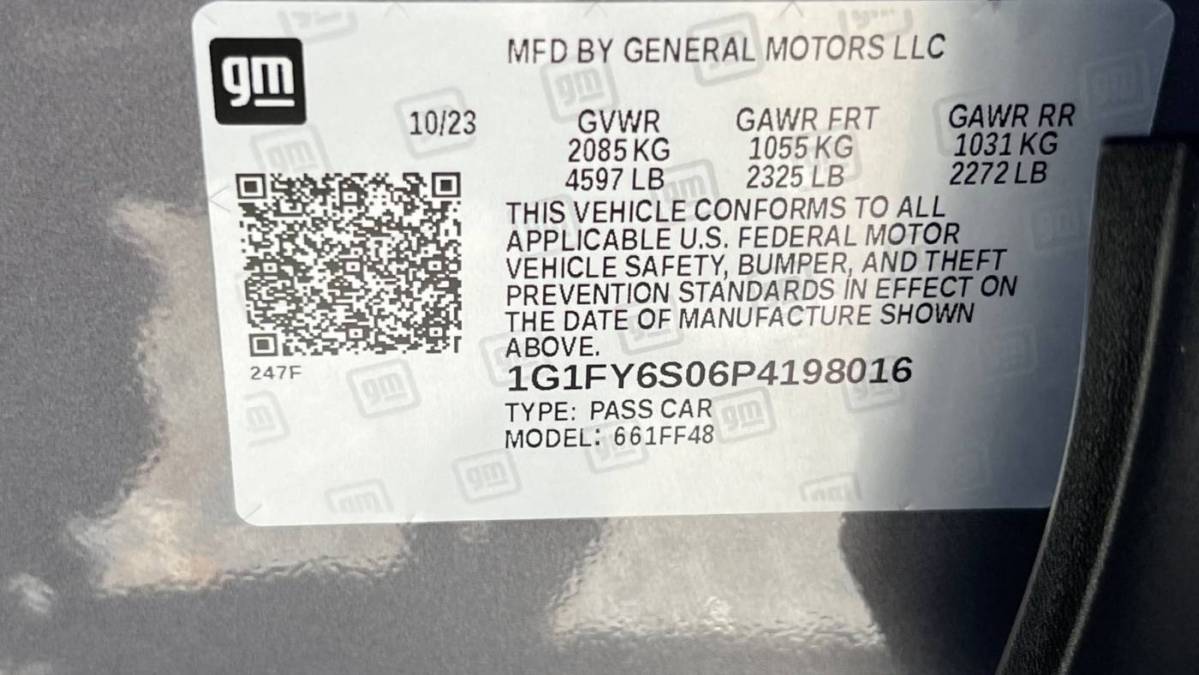 gm
MFD BY GENERAL MOTORS LLC
10/23
GVWR GAWR FRT GAWR RR
2085 KG 1055 KG 1031 KG
4597 LB 2325 LB 2272 LB
THIS VEHICLE CONFORMS TO ALL
APPLICABLE U.S. FEDERAL MOTOR
VEHICLE SAFETY, BUMPER, AND THEFT
PREVENTION STANDARDS IN EFFECT ON
THE DATE OF MANUFACTURE SHOWN
ABOVE.
247F
1G1FY6S06P4198016
TYPE: PASS CAR
MODEL: 661FF48